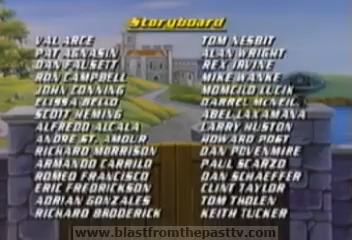 Storyboard
VAL ARCE TOM NESBIT
PAT AGNASIN ALAN WRIGHT
DAN FAUSETT REX IRVINE
RON CAMPBELL MIKE WANKE
JOHN CONNING MOMCILO LUCIK
ELISSA BELLO DARREL MCNEIL
SCOTT HEMING ABEL LAXAMANA
ALFREDO ALCALA LARRY HUSTON
ANDRE ST. AMOUR HOWARD POST
RICHARD MORRISON DAN POVENMIRE
ARMANDO CARRILO PAUL SCARZO
ROMEO FRANCISCO DAN SCHAEFFER
ERIC FREDRICKSON CLINT TAYLOR
ADRIAN GONZALES TOM THOLEN
RICHARD BRODERICK KEITH TUCKER
www.blastfromthepasttv.com